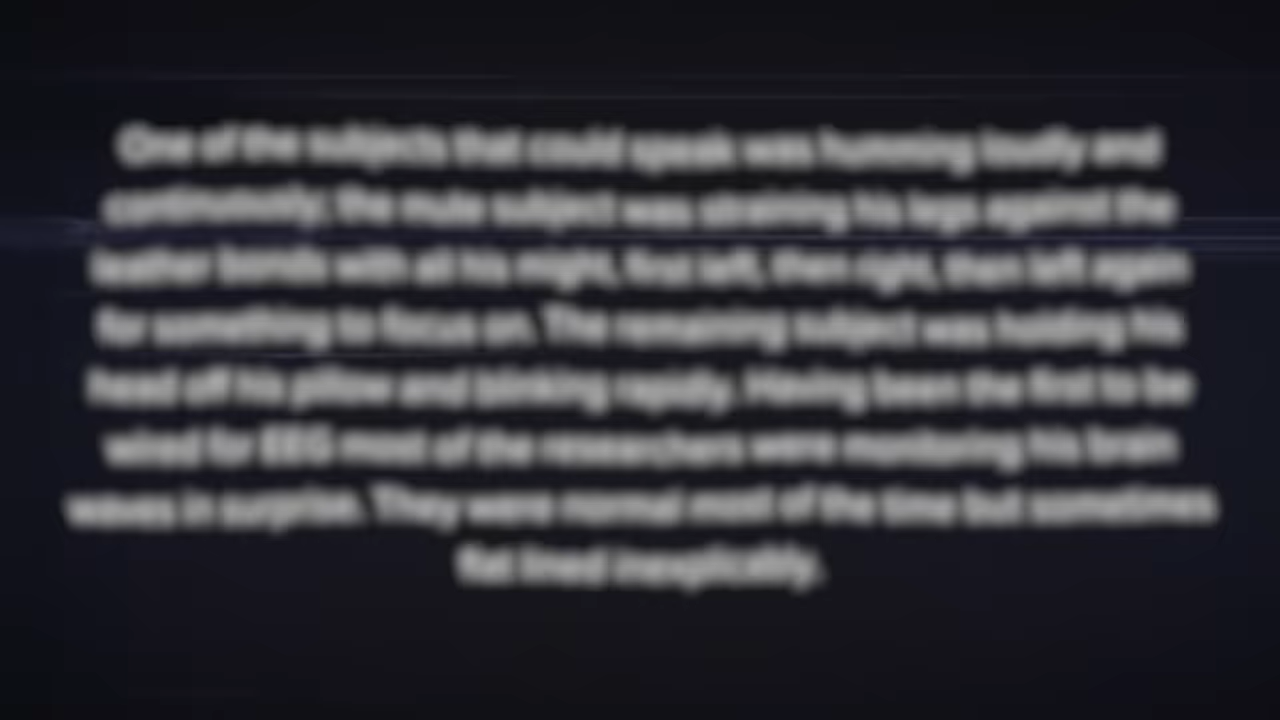 One of the subjects that could speak was humming loudly and
continuously; the mute subject was straining his legs against the
leather bonds with all his might, first left, then right, then left again
for something to focus on. The remaining subject was holding his
head off his pillow and blinking rapidly. Having been the first to be
wired for EEG most of the researchers were monitoring his brain
waves in surprise. They were normal most of the time but sometimes
flat lined inexplicably.